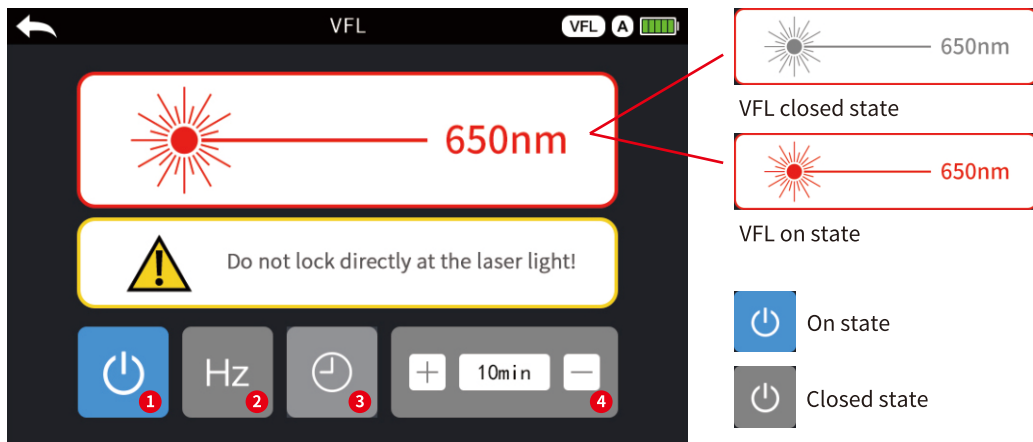 VFL
VFL A
650nm
Do not lock directly at the laser light!
Hz
10min
1
2
3
4
650nm
VFL closed state
650nm
VFL on state
On state
Closed state